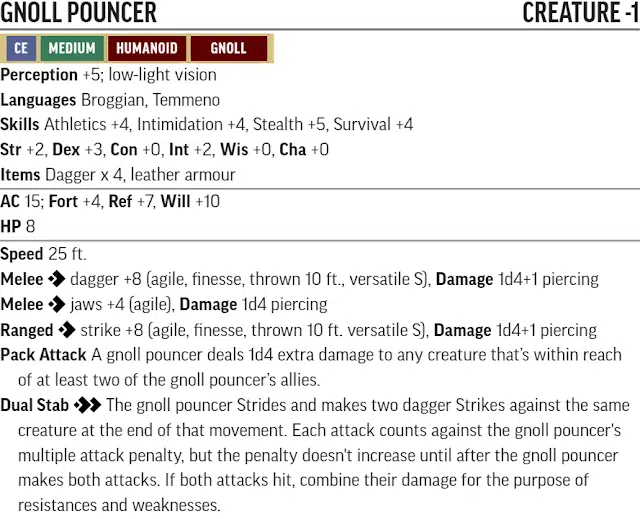 GNOLL POUNCER CREATURE -1
CE MEDIUM HUMANOID GNOLL
Perception +5; low-light vision
Languages Broggian, Temmeno
Skills Athletics +4, Intimidation +4, Stealth +5, Survival +4
Str +2, Dex +3, Con +0, Int +2, Wis +0, Cha +0
Items Dagger x 4, leather armour
AC 15; Fort +4, Ref +7, Will +10
HP 8
Speed 25 ft.
Melee dagger +8 (agile, finesse, thrown 10 ft., versatile S), Damage 1d4+1 piercing
Melee jaws +4 (agile), Damage 1d4 piercing
Ranged strike +8 (agile, finesse, thrown 10 ft. versatile S), Damage 1d4+1 piercing
Pack Attack A gnoll pouncer deals 1d4 extra damage to any creature that's within reach
of at least two of the gnoll pouncer's allies.
Dual Stab The gnoll pouncer Strides and makes two dagger Strikes against the same
creature at the end of that movement. Each attack counts against the gnoll pouncer's
multiple attack penalty, but the penalty doesn't increase until after the gnoll pouncer
makes both attacks. If both attacks hit, combine their damage for the purpose of
resistances and weaknesses.